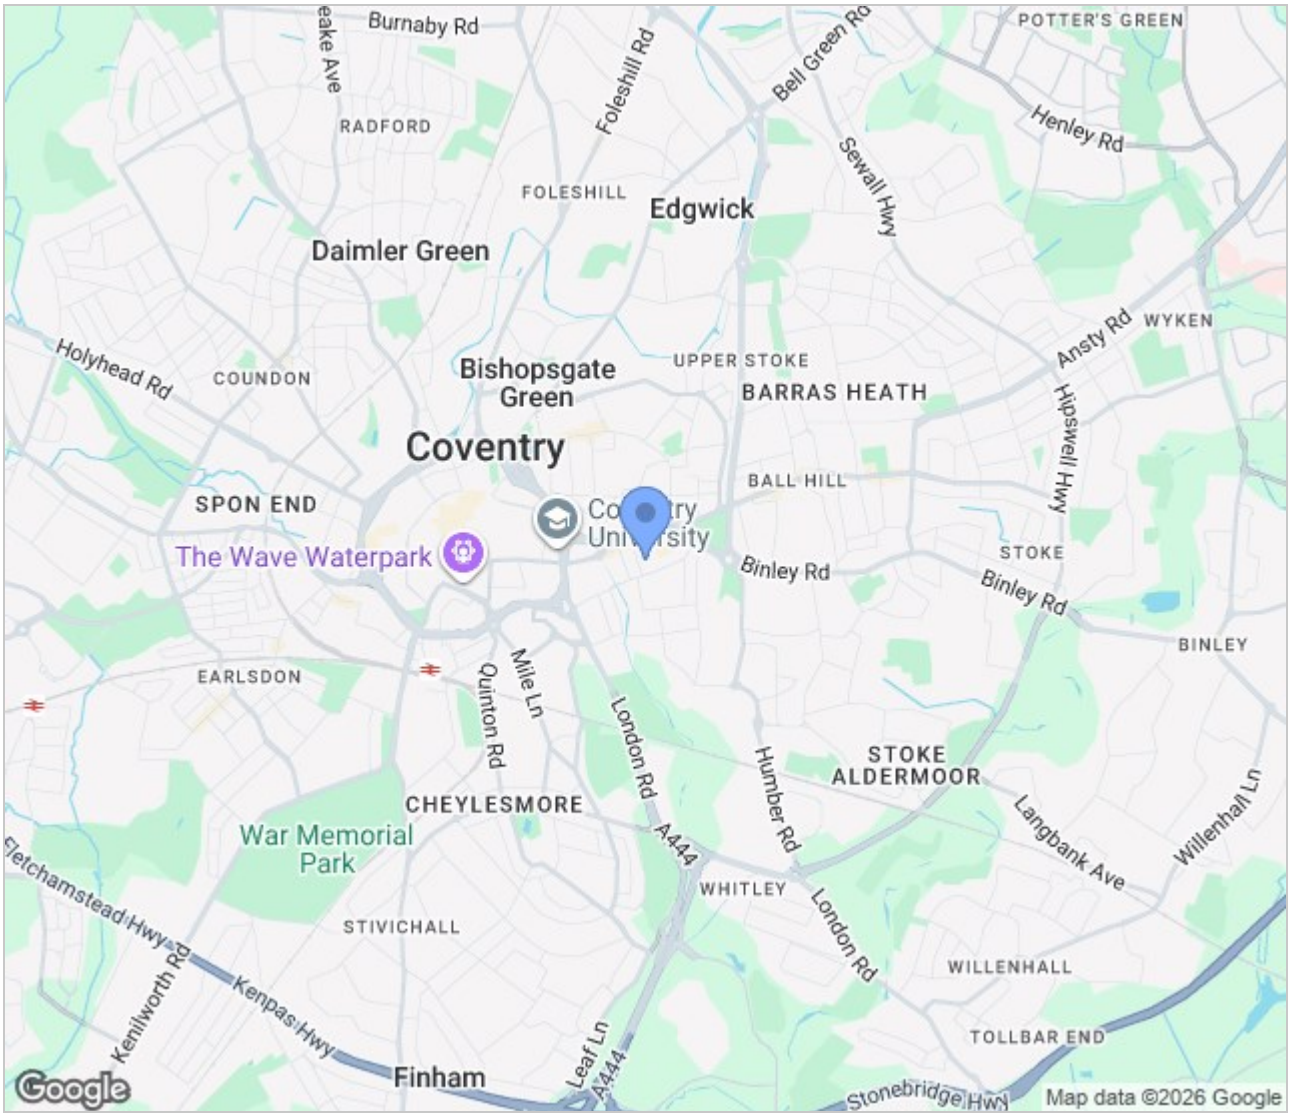 POTTER'S GREEN
Burnaby Rd
eake Ave
Foleshill Rd
Bell Green Rd
Henley Rd
RADFORD
Sewall Hwy
FOLESHILL
Edgwick
Daimler Green
Ansty Rd
WYKEN
Holyhead Rd
COUNDON
Bishopsgate
Green
UPPER STOKE
BARRAS HEATH
Hipswell Hwy
Coventry
BALL HILL
SPON END
Co try
Un rsity
The Wave Waterpark
STOKE
Binley Rd
Binley Rd
BINLEY
EARLSDON
Mile Ln
Quinton Rd
London Rd
STOKE
ALDERMOOR
Humber Rd
Willenhall Ln
CHEYLESMORE
Langbank Ave
War Memorial
Park
A444
Fletchamstead Hwy
WHITLEY
STIVICHALL
London Rd
WILLENHALL
Kenilworth Rd
Kenpas Hwy
TOLLBAR END
Leaf Ln
A444
Finham
Stonebridge Hwy
Google
Map data ©2026 Google